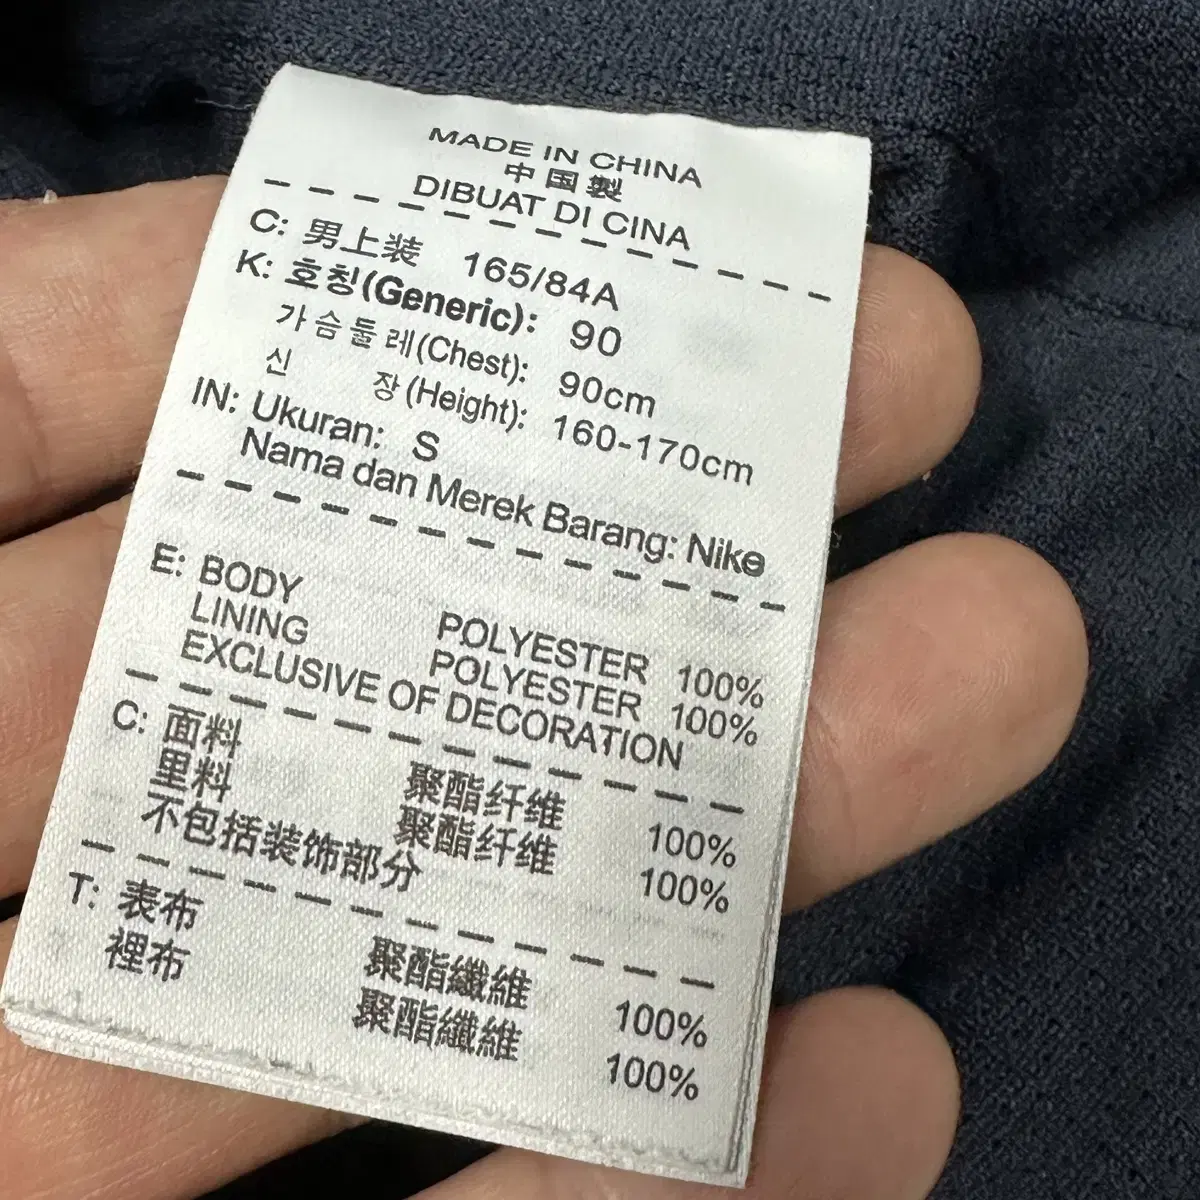 MADE IN CHINA
中国製
DIBUAT DI CINA
C: 男上装 165/84A
K: 호칭(Generic): 90
가슴둘레(Chest): 90cm
신 장(Height): 160-170cm
IN: Ukuran: S
Nama dan Merek Barang: Nike
E: BODY POLYESTER 100%
LINING POLYESTER 100%
EXCLUSIVE OF DECORATION
C: 面料 聚酯纤维 100%
里料 聚酯纤维 100%
不包括装饰部分
T: 表布 聚酯纖維 100%
裡布 聚酯纖維 100%